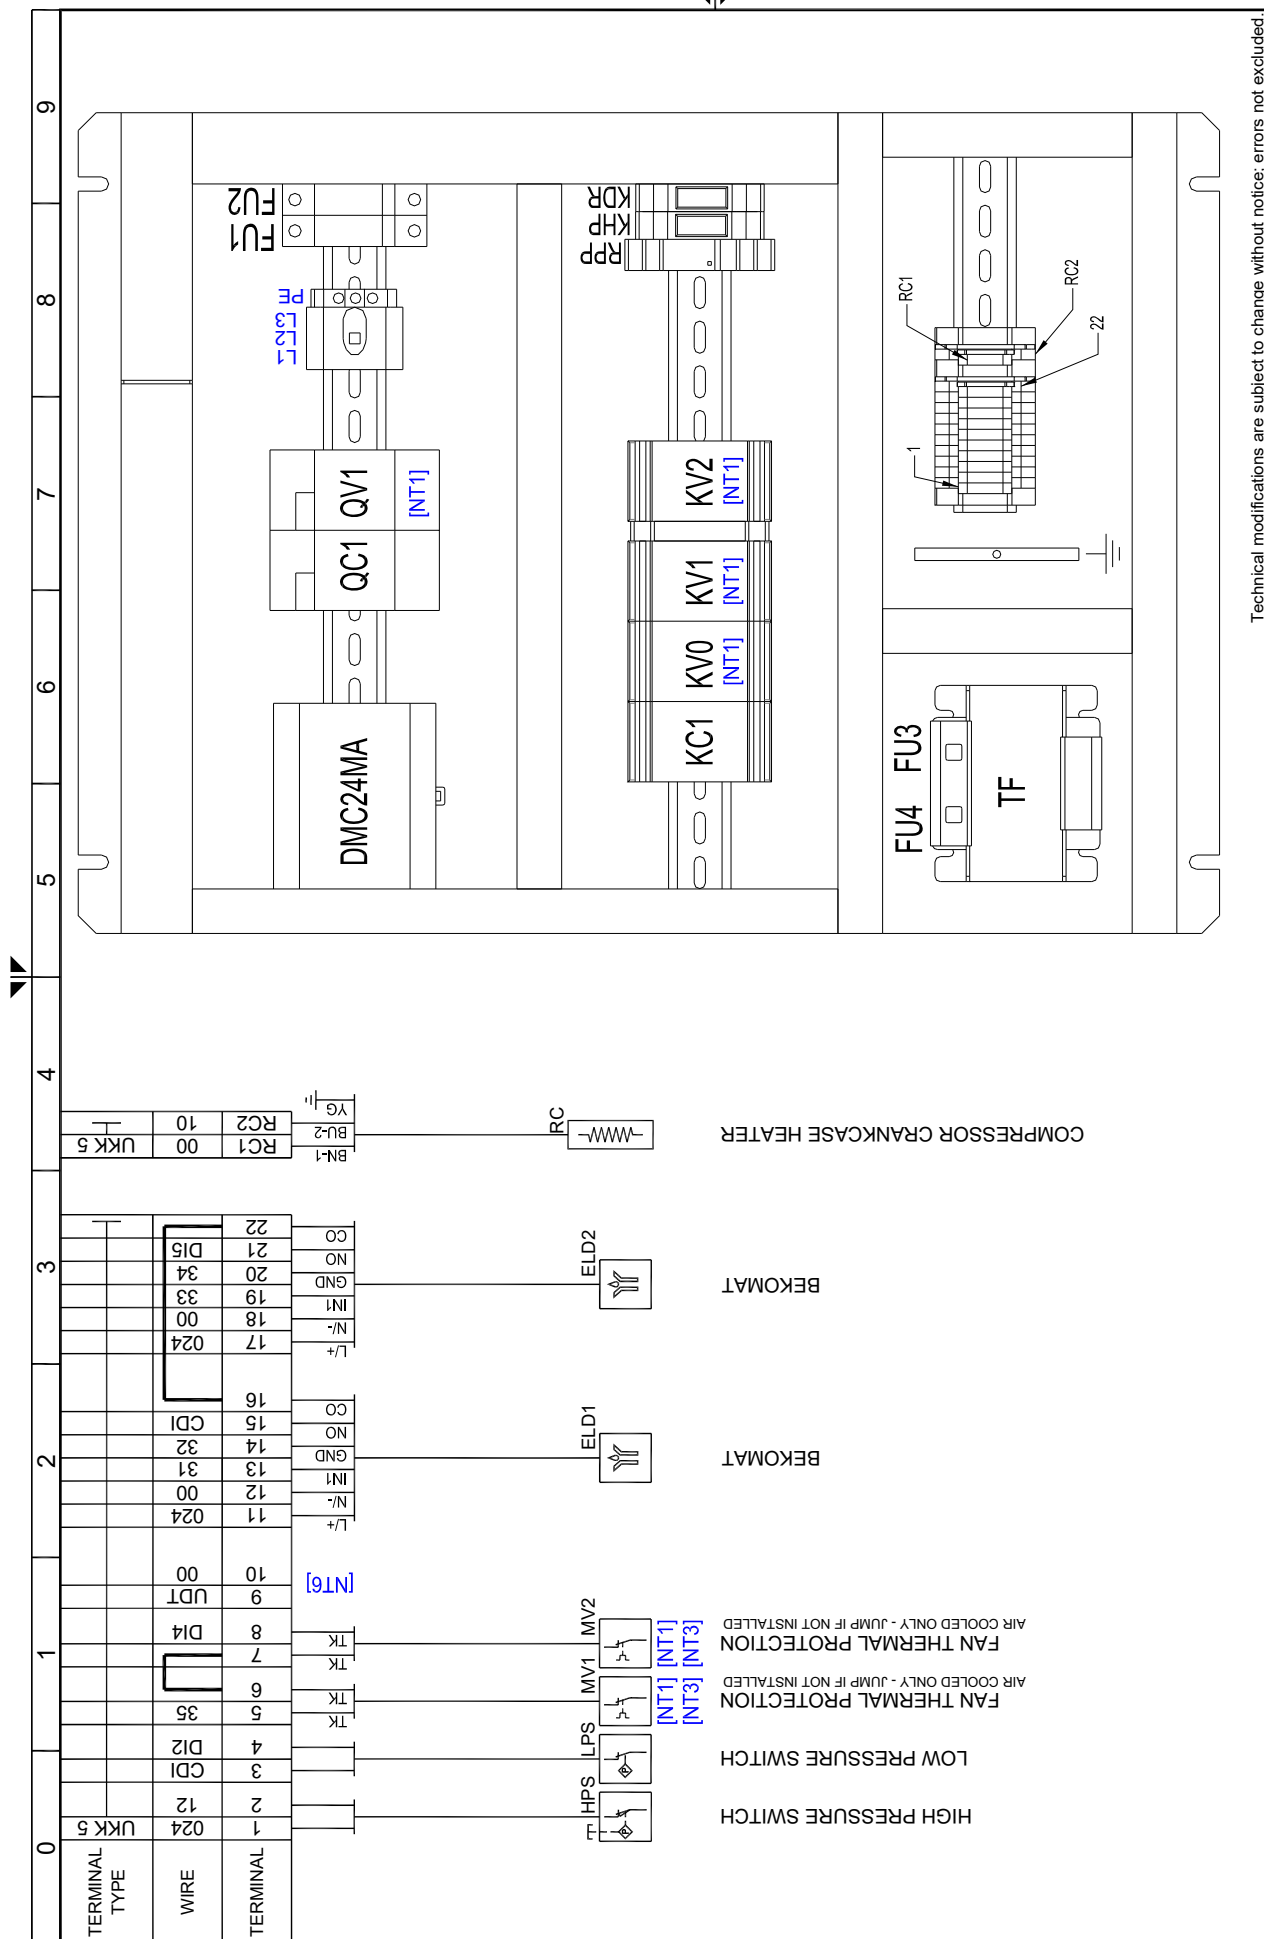 0 1 2 3 4 5 6 7 8 9
TERMINAL TYPE
UKK 5
UKK 5
WIRE
024 12 CDI DI2 35 DI4 UDT 00 024 00 31 32 CDI 024 00 33 34 DI5 00 10
TERMINAL
1 2 3 4 5 6 7 8 9 10 11 12 13 14 15 16 17 18 19 20 21 22 RC1 RC2
TK TK TK TK
[NT6]
L/+ N/- IN1 GND NO CO
L/+ N/- IN1 GND NO CO
BN-1 BU-2 YG
HPS
LPS
MV1
MV2
ELD1
ELD2
RC
[NT1]
[NT3]
[NT1]
[NT3]
HIGH PRESSURE SWITCH
LOW PRESSURE SWITCH
FAN THERMAL PROTECTION
AIR COOLED ONLY - JUMP IF NOT INSTALLED
FAN THERMAL PROTECTION
AIR COOLED ONLY - JUMP IF NOT INSTALLED
BEKOMAT
BEKOMAT
COMPRESSOR CRANKCASE HEATER
DMC24MA
QC1
QV1
[NT1]
L1
L2
L3
PE
FU1
FU2
KC1
KV0
[NT1]
KV1
[NT1]
KV2
[NT1]
RPP
KHP
KDR
FU4
FU3
TF
1
RC1
22
RC2
Technical modifications are subject to change without notice; errors not excluded.